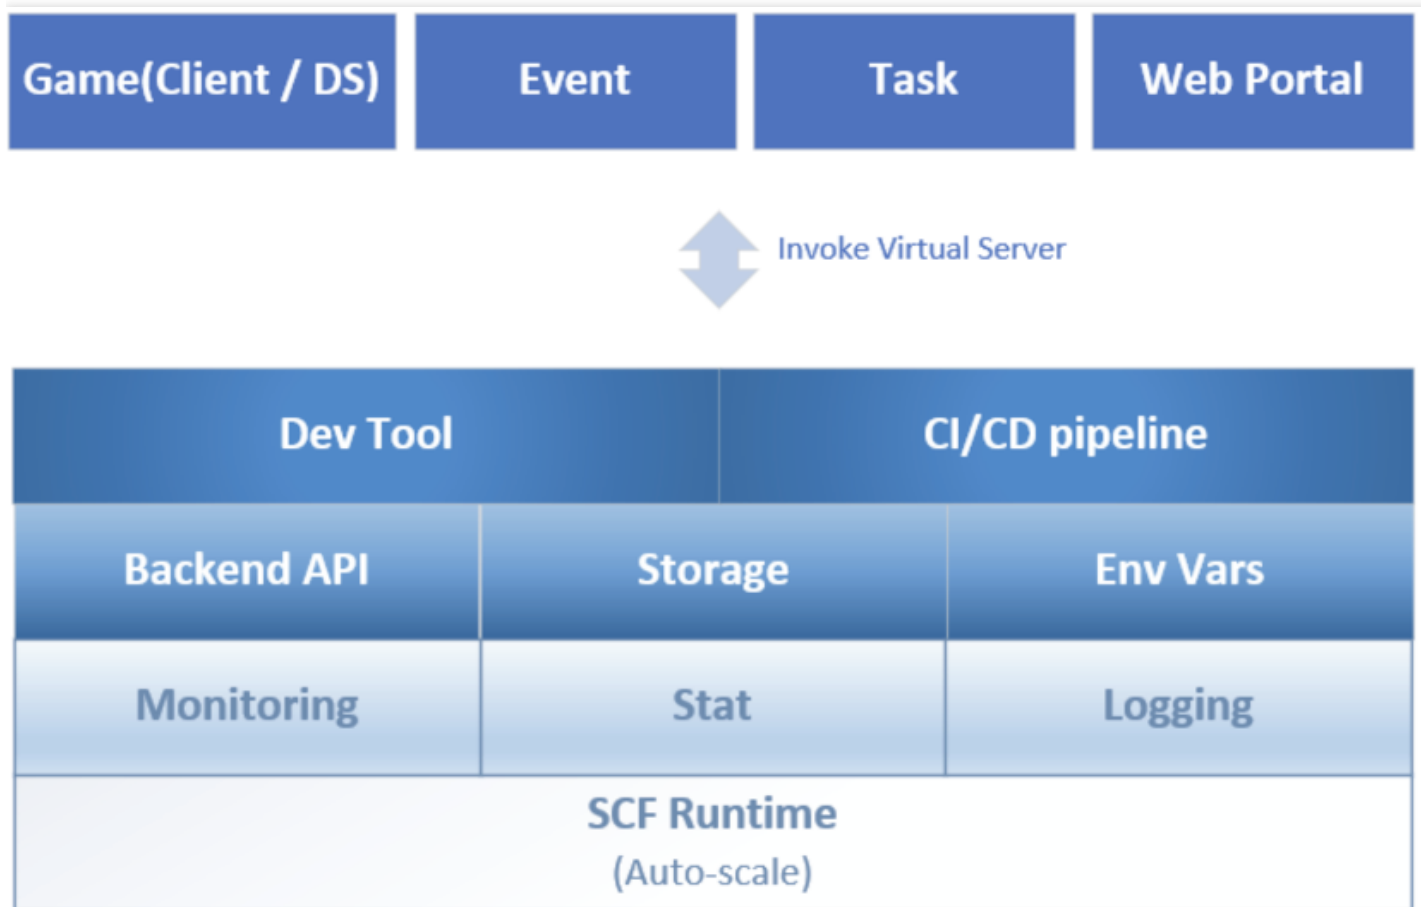 Game(Client / DS)
Event
Task
Web Portal
Invoke Virtual Server
Dev Tool
CI/CD pipeline
Backend API
Storage
Env Vars
Monitoring
Stat
Logging
SCF Runtime
(Auto-scale)